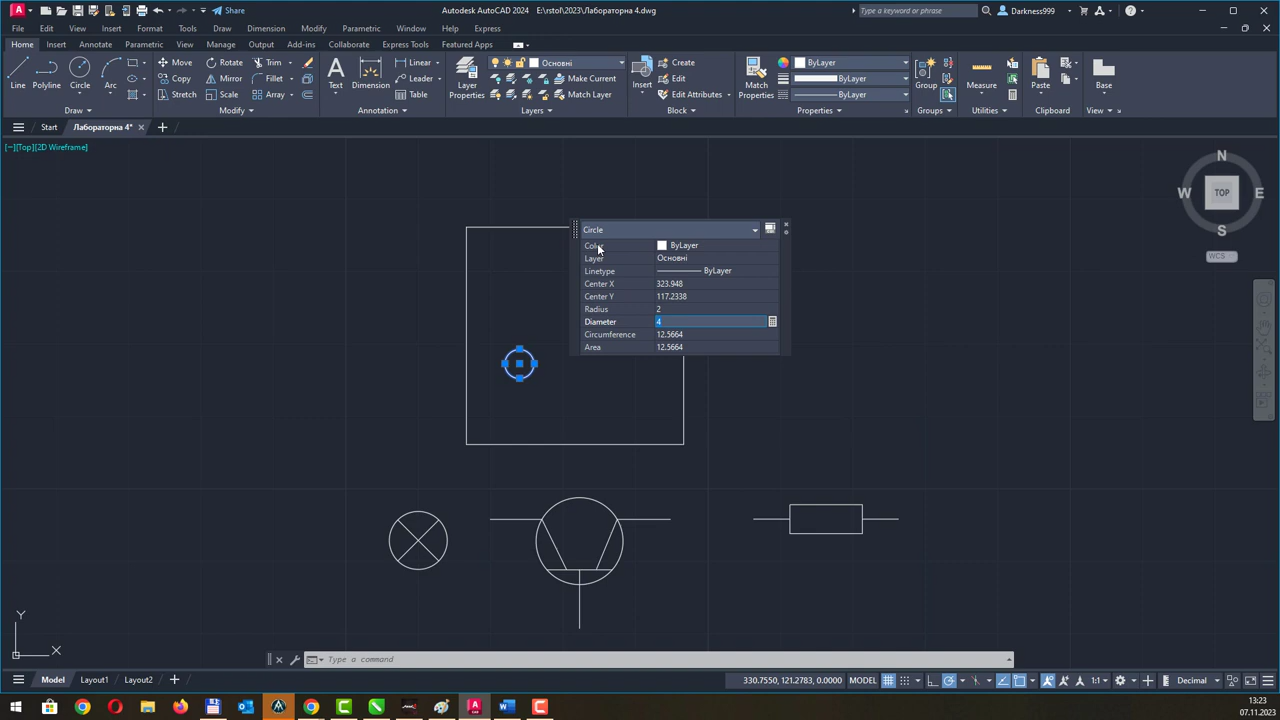 Share
Autodesk AutoCAD 2024 E:\rstof\2023\Лабораторна 4.dwg
Type a keyword or phrase
Darkness999
File Edit View Insert Format Tools Draw Dimension Modify Parametric Window Help Express
Home Insert Annotate Parametric View Manage Output Add-ins Collaborate Express Tools Featured Apps
Line Polyline Circle Arc
Move Rotate Trim
Copy Mirror Fillet
Stretch Scale Array
Text Dimension
Linear
Leader
Table
Layer Properties
Основні
Make Current
Match Layer
Insert
Create
Edit
Edit Attributes
Match Properties
ByLayer
ByLayer
ByLayer
Group
Measure
Paste
Base
Draw Modify Annotation Layers Block Properties Groups Utilities Clipboard View
Start Лабораторна 4*
[−][Top][2D Wireframe]
N
W TOP E
S
WCS
Circle
Color ByLayer
Layer Основні
Linetype ByLayer
Center X 323.948
Center Y 117.2338
Radius 2
Diameter 4
Circumference 12.5664
Area 12.5664
Y
X
Type a command
Model Layout1 Layout2
330.7550, 121.2783, 0.0000 MODEL
1:1
Decimal
13:23
07.11.2023